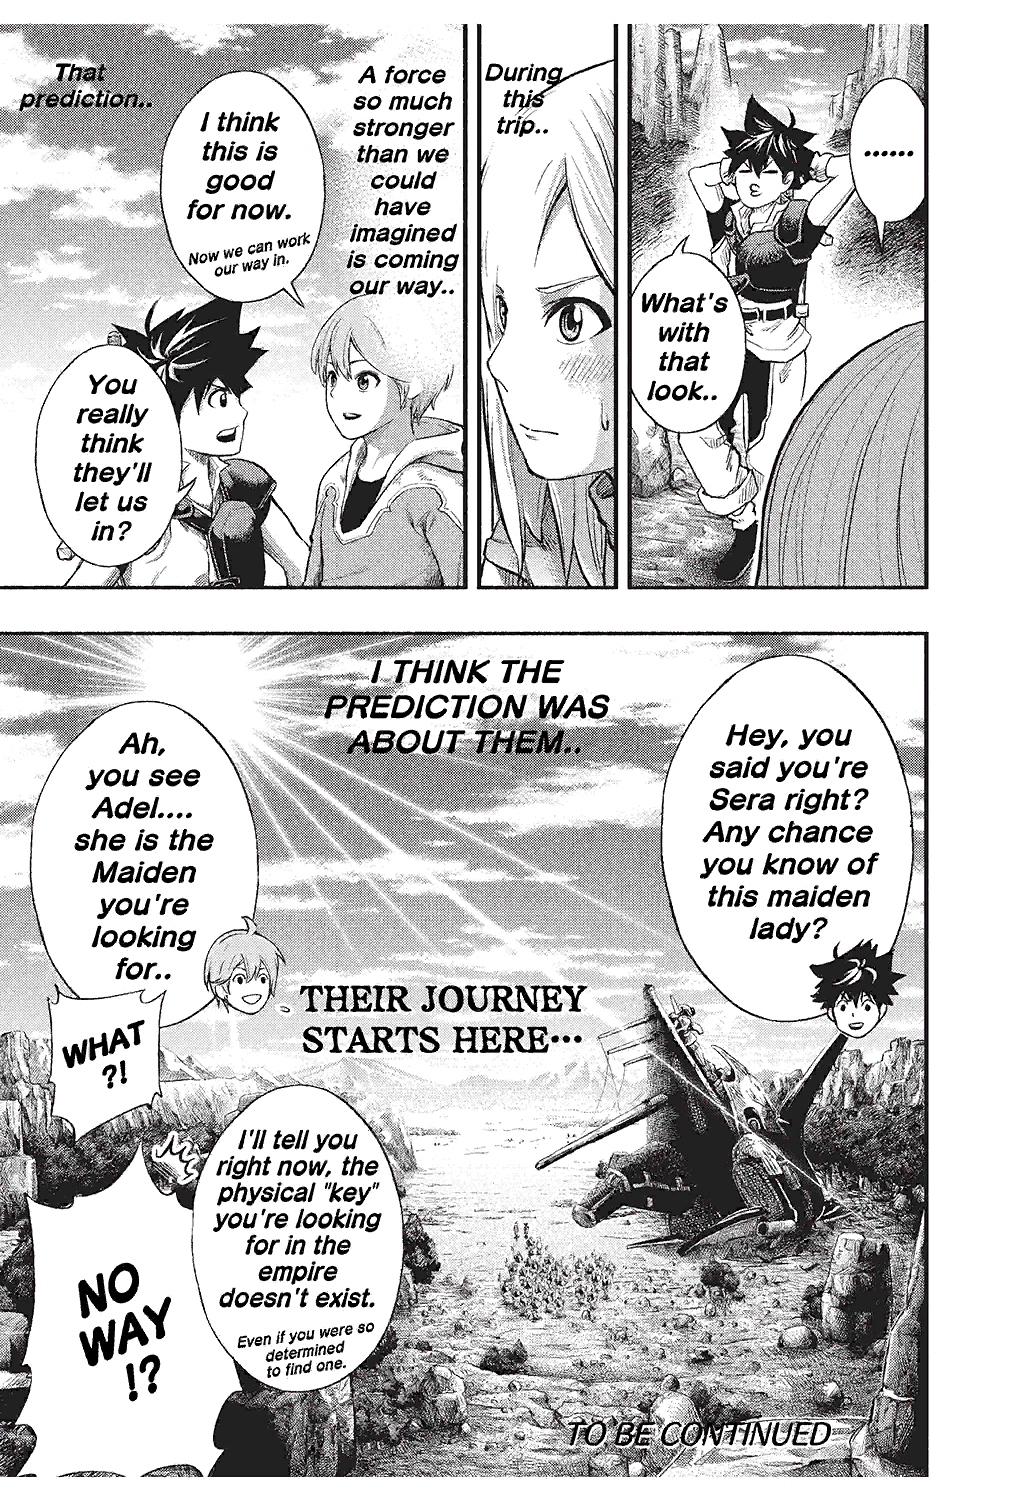 ......
What's
with
that
look..
During
this
trip..
A force
so much
stronger
than we
could
have
imagined
is coming
our way..
I think
this is
good
for now.
Now we can work
our way in.
That
prediction..
You
really
think
they'll
let us
in?
I THINK THE
PREDICTION WAS
ABOUT THEM..
Hey, you
said you're
Sera right?
Any chance
you know of
this maiden
lady?
Ah,
you see
Adel....
she is the
Maiden
you're
looking
for..
THEIR JOURNEY
STARTS HERE...
WHAT
?!
I'll tell you
right now, the
physical "key"
you're looking
for in the
empire
doesn't exist.
Even if you were so
determined
to find one.
NO
WAY
!?
TO BE CONTINUED